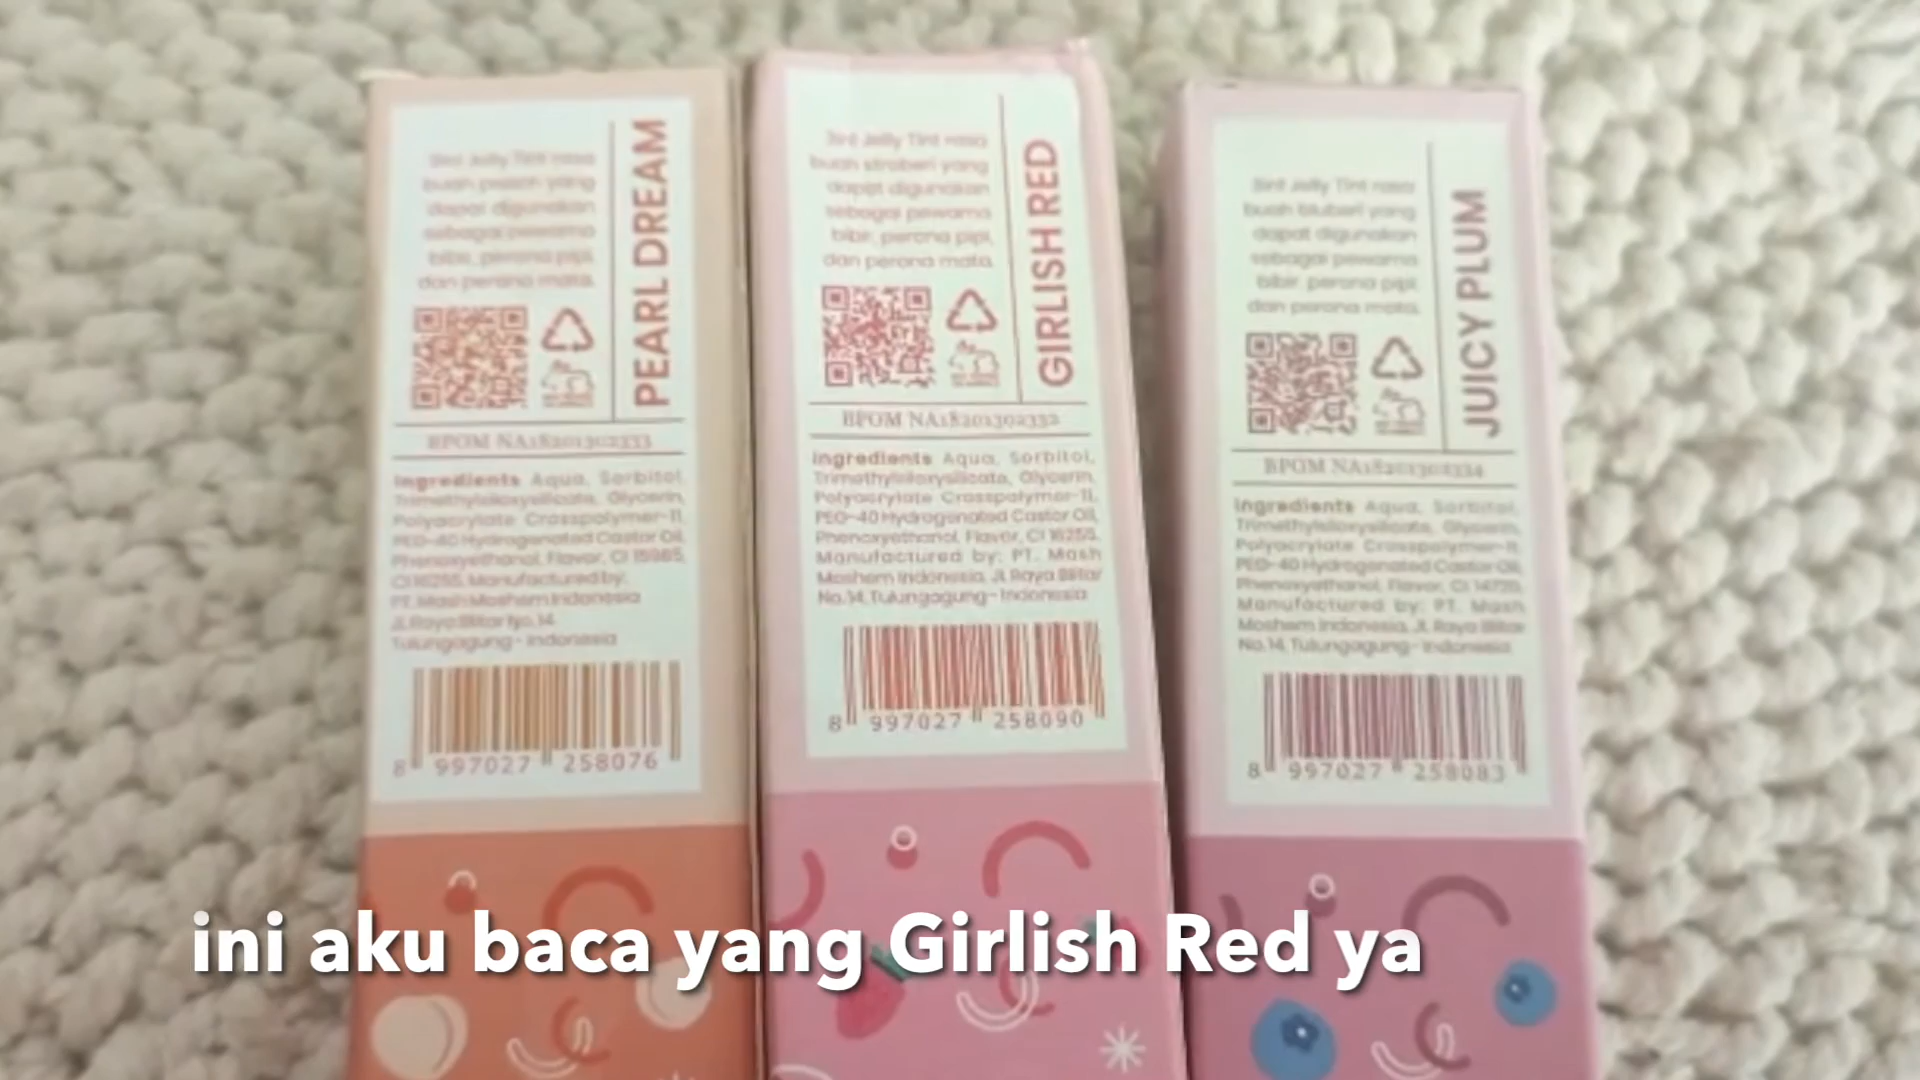 3int Jelly Tint rasa
buah peach yang
dapat digunakan
sebagai pewarna
bibir, perona pipi,
dan perona mata.
PEARL DREAM
BPOM NA18201302333
Ingredients Aqua, Sorbitol,
Trimethylsiloxysilicate, Glycerin,
Polyacrylate Crosspolymer-11,
PEG-40 Hydrogenated Castor Oil,
Phenoxyethanol, Flavor, CI 15985,
CI 16255. Manufactured by:
PT. Mash Moshem Indonesia
Jl. Raya Blitar No. 14
Tulungagung - Indonesia
8 997027 258076
3int Jelly Tint rasa
buah stroberi yang
dapat digunakan
sebagai pewarna
bibir, perona pipi,
dan perona mata.
GIRLISH RED
BPOM NA18201302332
Ingredients Aqua, Sorbitol,
Trimethylsiloxysilicate, Glycerin,
Polyacrylate Crosspolymer-11,
PEG-40 Hydrogenated Castor Oil,
Phenoxyethanol, Flavor, CI 16255.
Manufactured by: PT. Mash
Moshem Indonesia, Jl. Raya Blitar
No. 14, Tulungagung - Indonesia
8 997027 258090
3int Jelly Tint rasa
buah bluberi yang
dapat digunakan
sebagai pewarna
bibir, perona pipi,
dan perona mata.
JUICY PLUM
BPOM NA18201302334
Ingredients Aqua, Sorbitol,
Trimethylsiloxysilicate, Glycerin,
Polyacrylate Crosspolymer-11,
PEG-40 Hydrogenated Castor Oil,
Phenoxyethanol, Flavor, CI 14720.
Manufactured by: PT. Mash
Moshem Indonesia, Jl. Raya Blitar
No. 14, Tulungagung - Indonesia
8 997027 258083
ini aku baca yang Girlish Red ya